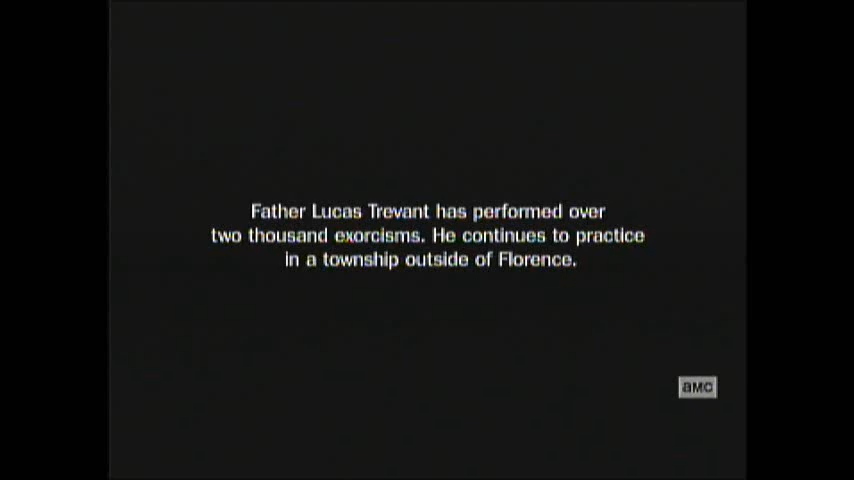 Father Lucas Trevant has performed over
two thousand exorcisms. He continues to practice
in a township outside of Florence.
amc